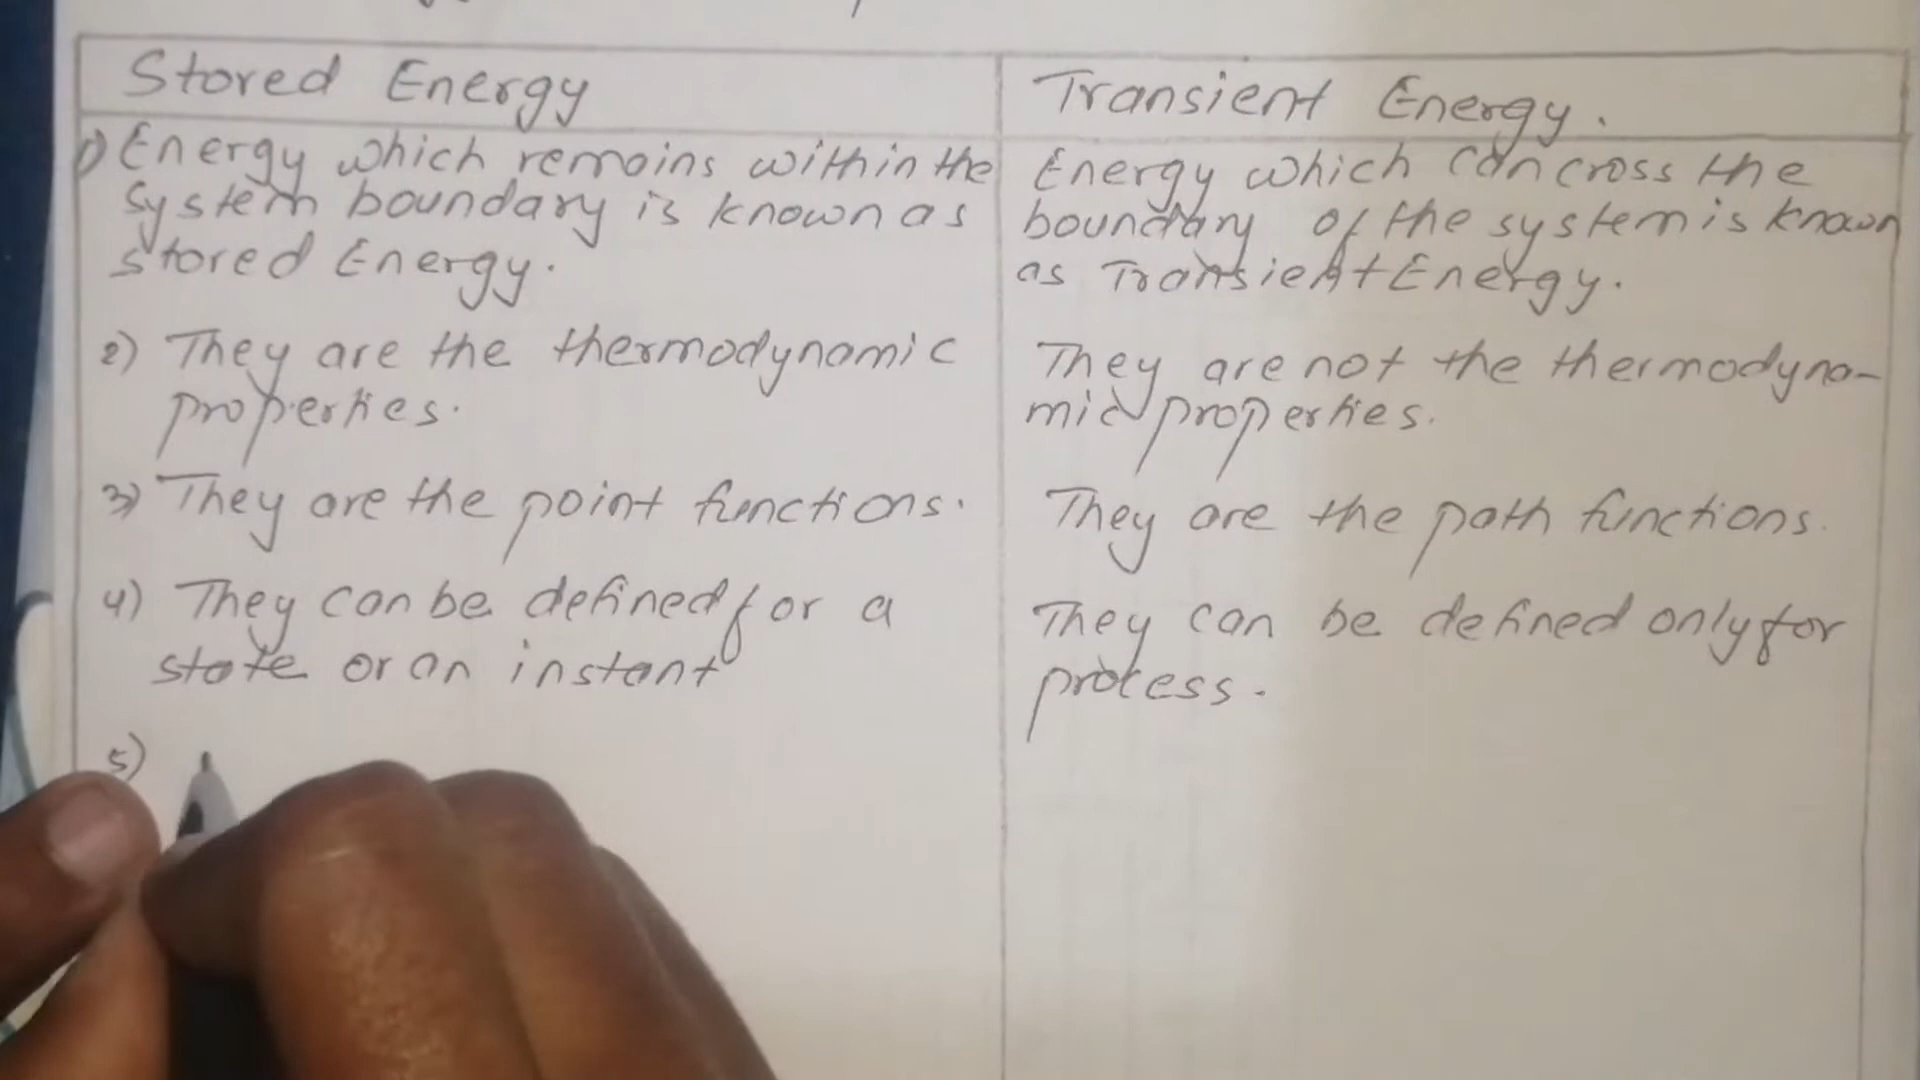 Stored Energy
1) Energy which remains within the
system boundary is known as
stored Energy.
2) They are the thermodynamic
properties.
3) They are the point functions.
4) They can be defined for a
state or an instant
5)
Transient Energy.
Energy which can cross the
boundary of the system is known
as Transient Energy.
They are not the thermodyna-
mic properties.
They are the path functions.
They can be defined only for
process.